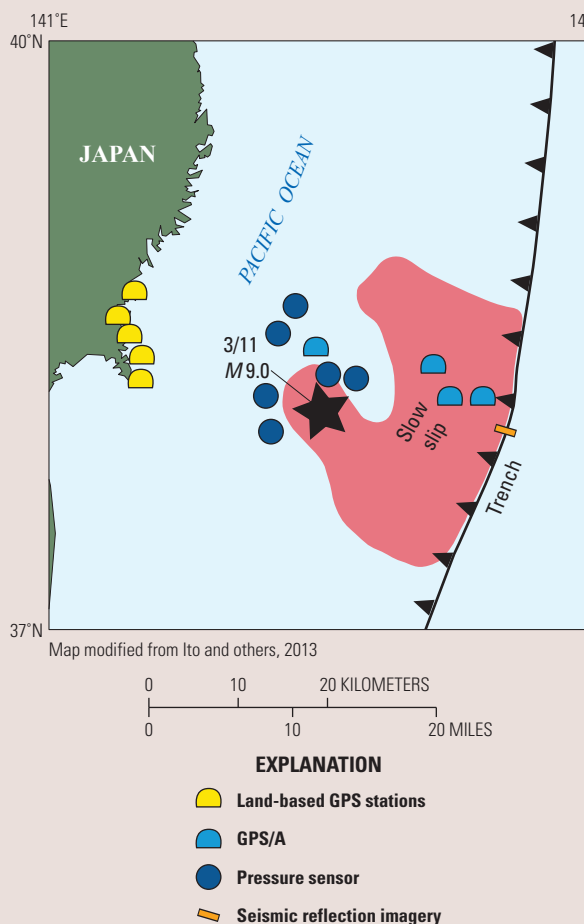 141˚E
14
40˚N
JAPAN
PACIFIC OCEAN
3/11
M 9.0
Slow
slip
Trench
37˚N
Map modified from Ito and others, 2013
0 10 20 KILOMETERS
0 10 20 MILES
EXPLANATION
Land-based GPS stations
GPS/A
Pressure sensor
Seismic reflection imagery